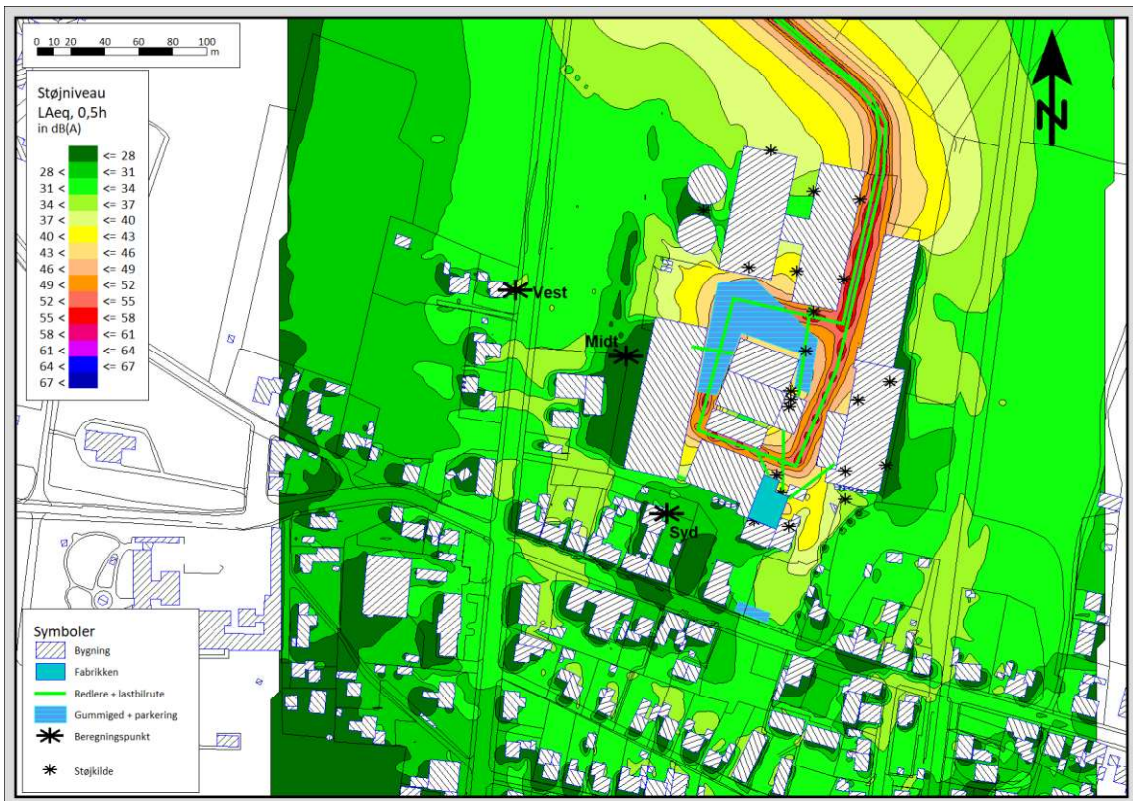 0 10 20 40 60 80 100
m
Støjniveau
LAeq, 0,5h
in dB(A)
<= 28
28 < <= 31
31 < <= 34
34 < <= 37
37 < <= 40
40 < <= 43
43 < <= 46
46 < <= 49
49 < <= 52
52 < <= 55
55 < <= 58
58 < <= 61
61 < <= 64
64 < <= 67
67 <
N
Vest
Midt
Syd
Symboler
Bygning
Fabrikken
Redlere + lastbilrute
Gummiged + parkering
Beregningspunkt
Støjkilde